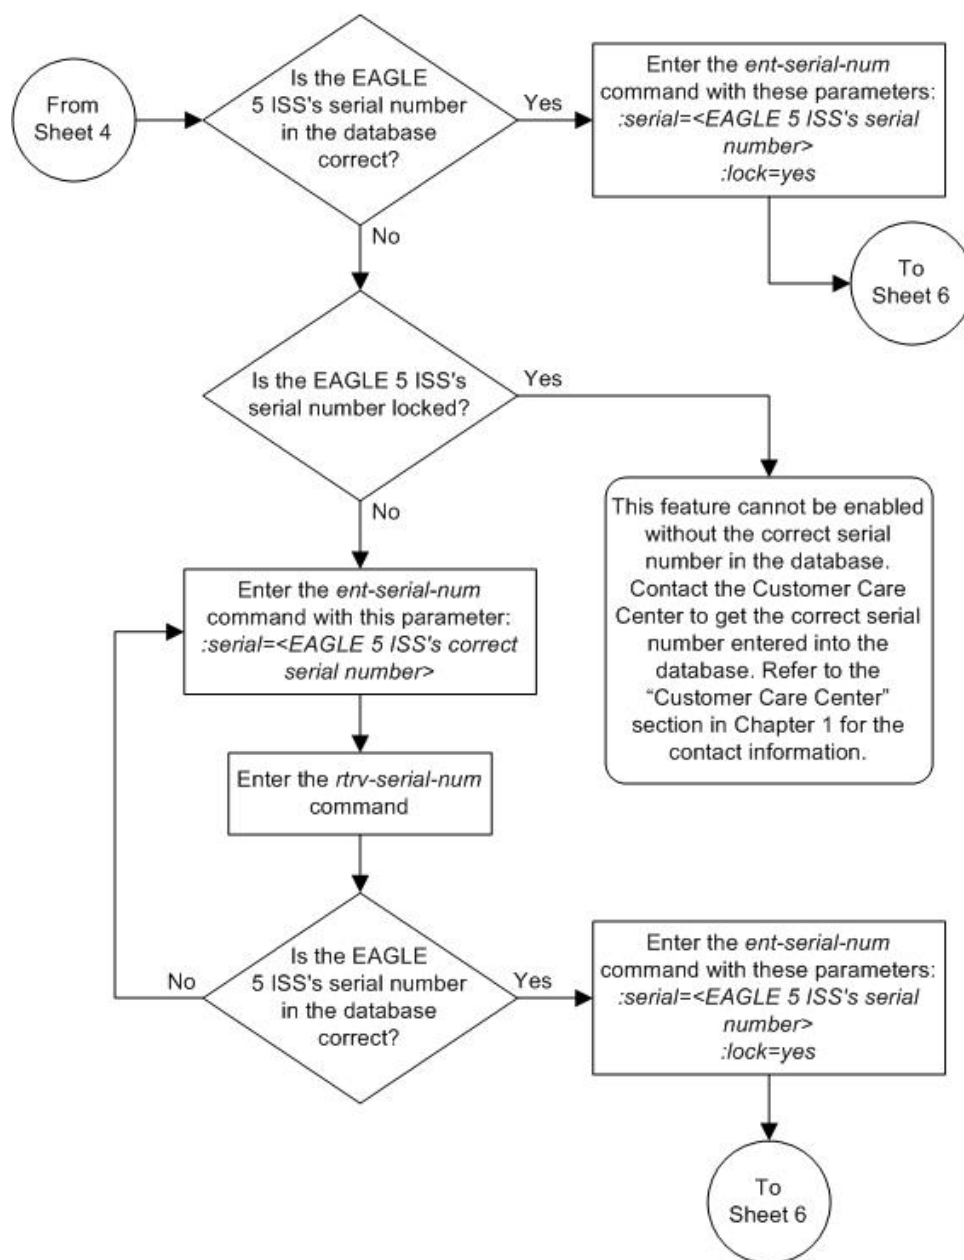 From
Sheet 4
Is the EAGLE
5 ISS's serial number
in the database
correct?
Yes
Enter the ent-serial-num
command with these parameters:
:serial=<EAGLE 5 ISS's serial
number>
:lock=yes
To
Sheet 6
No
Is the EAGLE 5 ISS's
serial number locked?
Yes
This feature cannot be enabled
without the correct serial
number in the database.
Contact the Customer Care
Center to get the correct serial
number entered into the
database. Refer to the
“Customer Care Center”
section in Chapter 1 for the
contact information.
No
Enter the ent-serial-num
command with this parameter:
:serial=<EAGLE 5 ISS's correct
serial number>
Enter the rtrv-serial-num
command
Is the EAGLE
5 ISS's serial number
in the database
correct?
No
Yes
Enter the ent-serial-num
command with these parameters:
:serial=<EAGLE 5 ISS's serial
number>
:lock=yes
To
Sheet 6